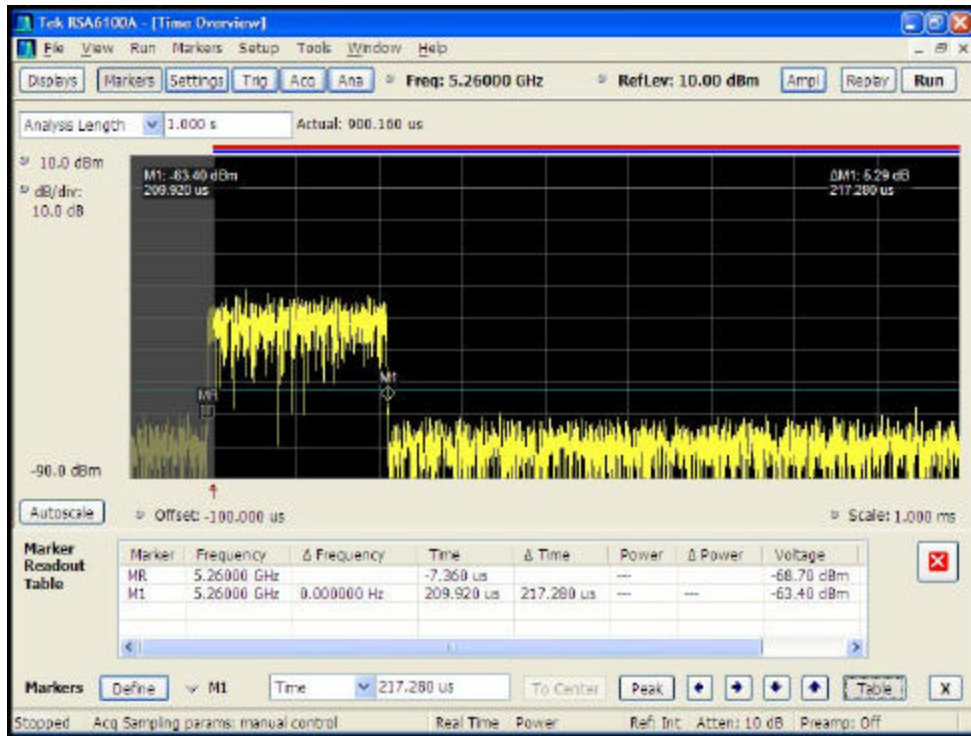 Tek RSA6100A - [Time Overview]
File View Run Markers Setup Tools Window Help
Displays Markers Settings Trig Acq Ana Freq: 5.26000 GHz RefLev: 10.00 dBm Ampl Replay Run
Analysis Length 1.000 s Actual: 900.160 us
10.0 dBm
dB/div:
10.0 dB
M1: -63.40 dBm
209.920 us
ΔM1: 5.29 dB
217.280 us
MR
M1
-90.0 dBm
Autoscale Offset: -100.000 us Scale: 1.000 ms
Marker Readout Table
Marker Frequency Δ Frequency Time Δ Time Power Δ Power Voltage
MR 5.26000 GHz -7.360 us --- -68.70 dBm
M1 5.26000 GHz 0.000000 Hz 209.920 us 217.280 us --- --- -63.40 dBm
Markers Define M1 Time 217.280 us To Center Peak Table X
Stopped Acq Sampling params: manual control Real Time Power Ref: Int Atten: 10 dB Preamp: Off